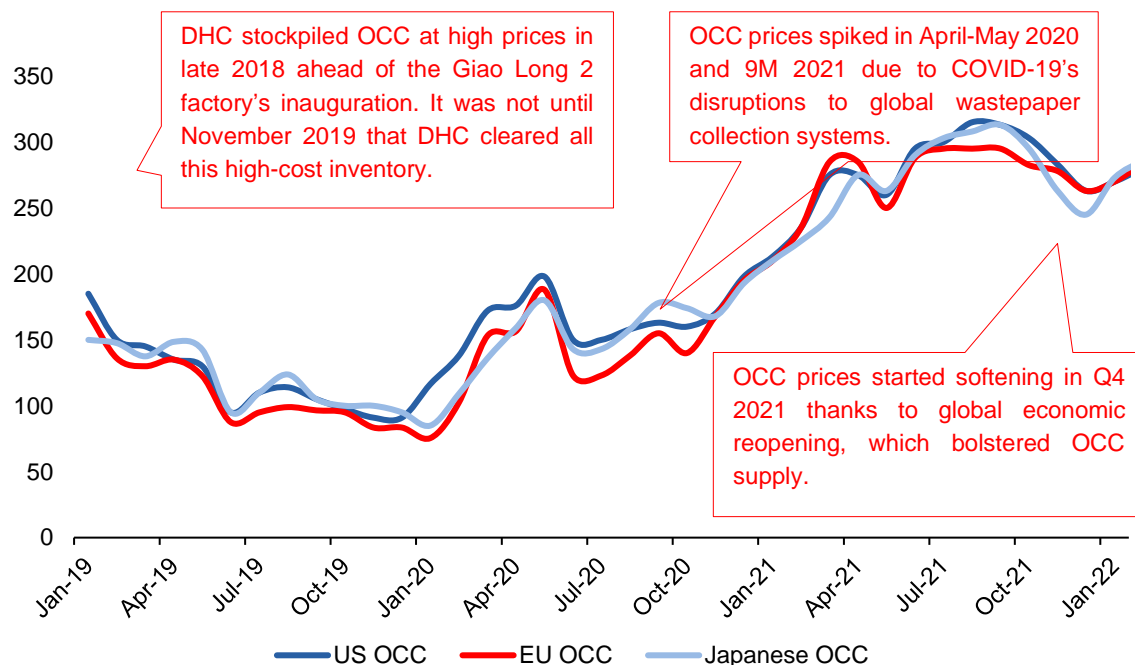 DHC stockpiled OCC at high prices in
late 2018 ahead of the Giao Long 2
factory's inauguration. It was not until
November 2019 that DHC cleared all
this high-cost inventory.
OCC prices spiked in April-May 2020
and 9M 2021 due to COVID-19's
disruptions to global wastepaper
collection systems.
OCC prices started softening in Q4
2021 thanks to global economic
reopening, which bolstered OCC
supply.
350
300
250
200
150
100
50
0
Jan-19
Apr-19
Jul-19
Oct-19
Jan-20
Apr-20
Jul-20
Oct-20
Jan-21
Apr-21
Jul-21
Oct-21
Jan-22
US OCC
EU OCC
Japanese OCC